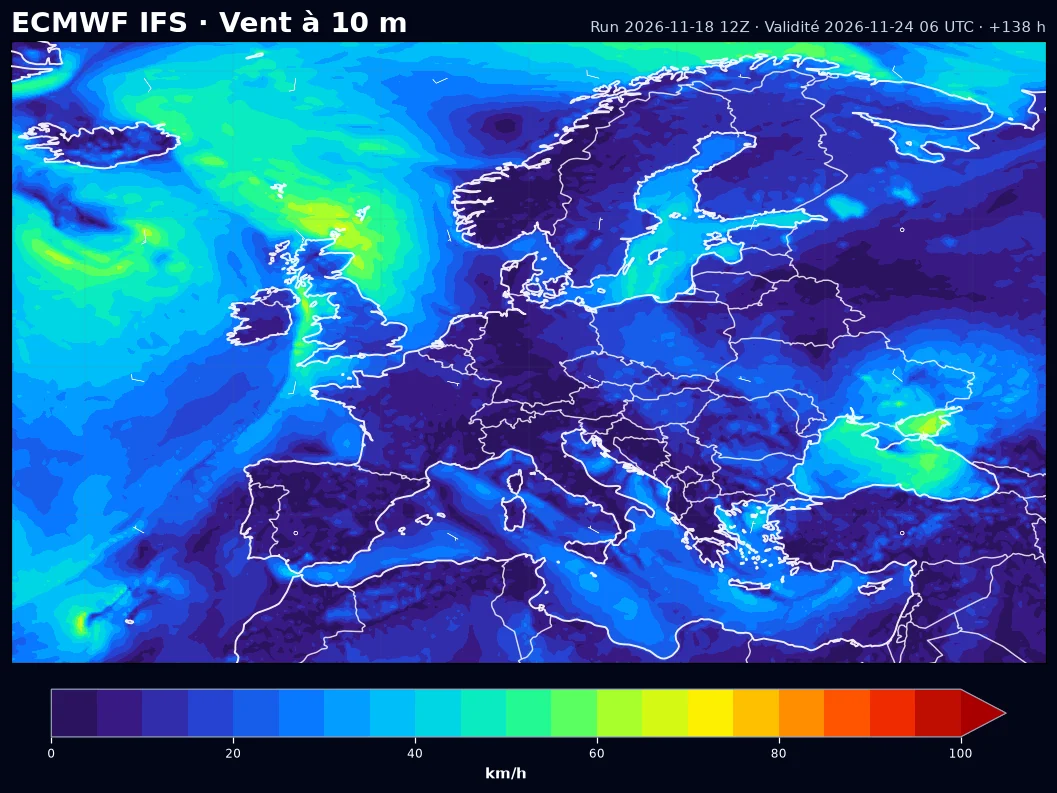 ECMWF IFS · Vent à 10 m
Run 2026-11-18 12Z · Validité 2026-11-24 06 UTC · +138 h
0 20 40 60 80 100
km/h